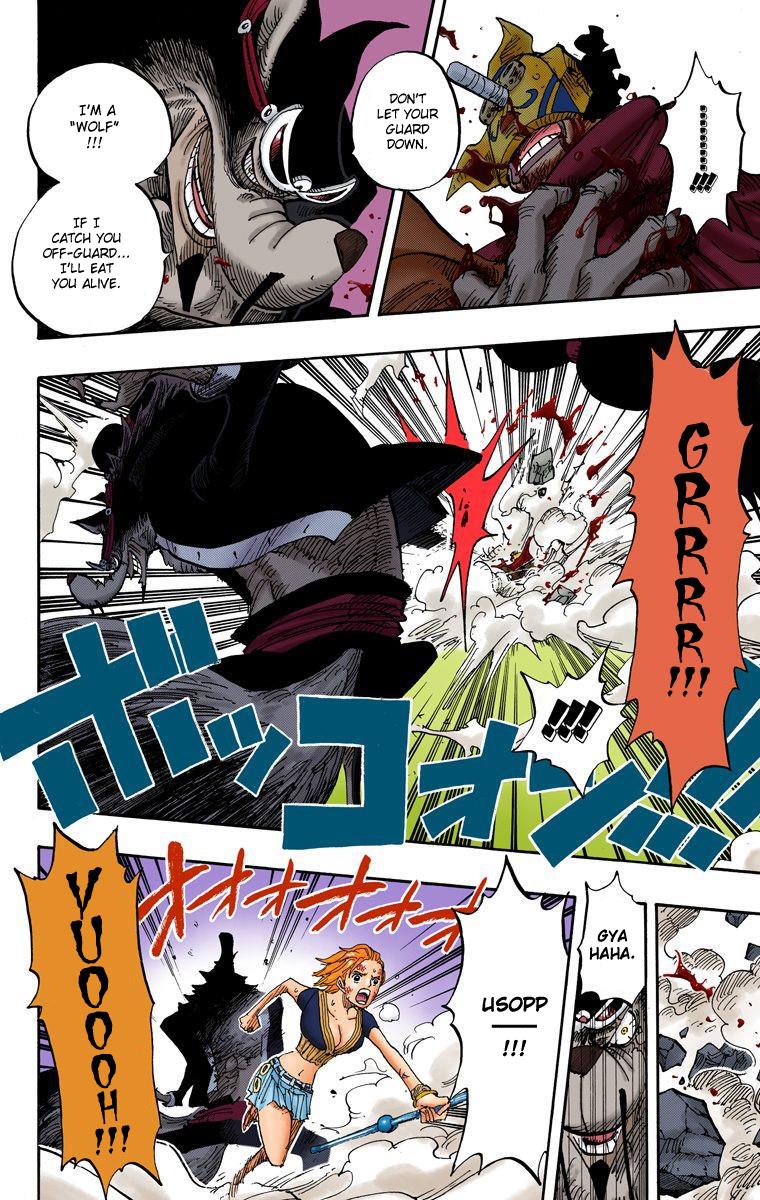 !!!
DON'T
LET YOUR
GUARD
DOWN.
I'M A
"WOLF"
!!!
IF I
CATCH YOU
OFF-GUARD...
I'LL EAT
YOU ALIVE.
GRRRR!!!
!!!
ボッコォン!!!
GYA
HAHA.
USOPP
——
!!!
オオオオオオ
VUOOOH!!!